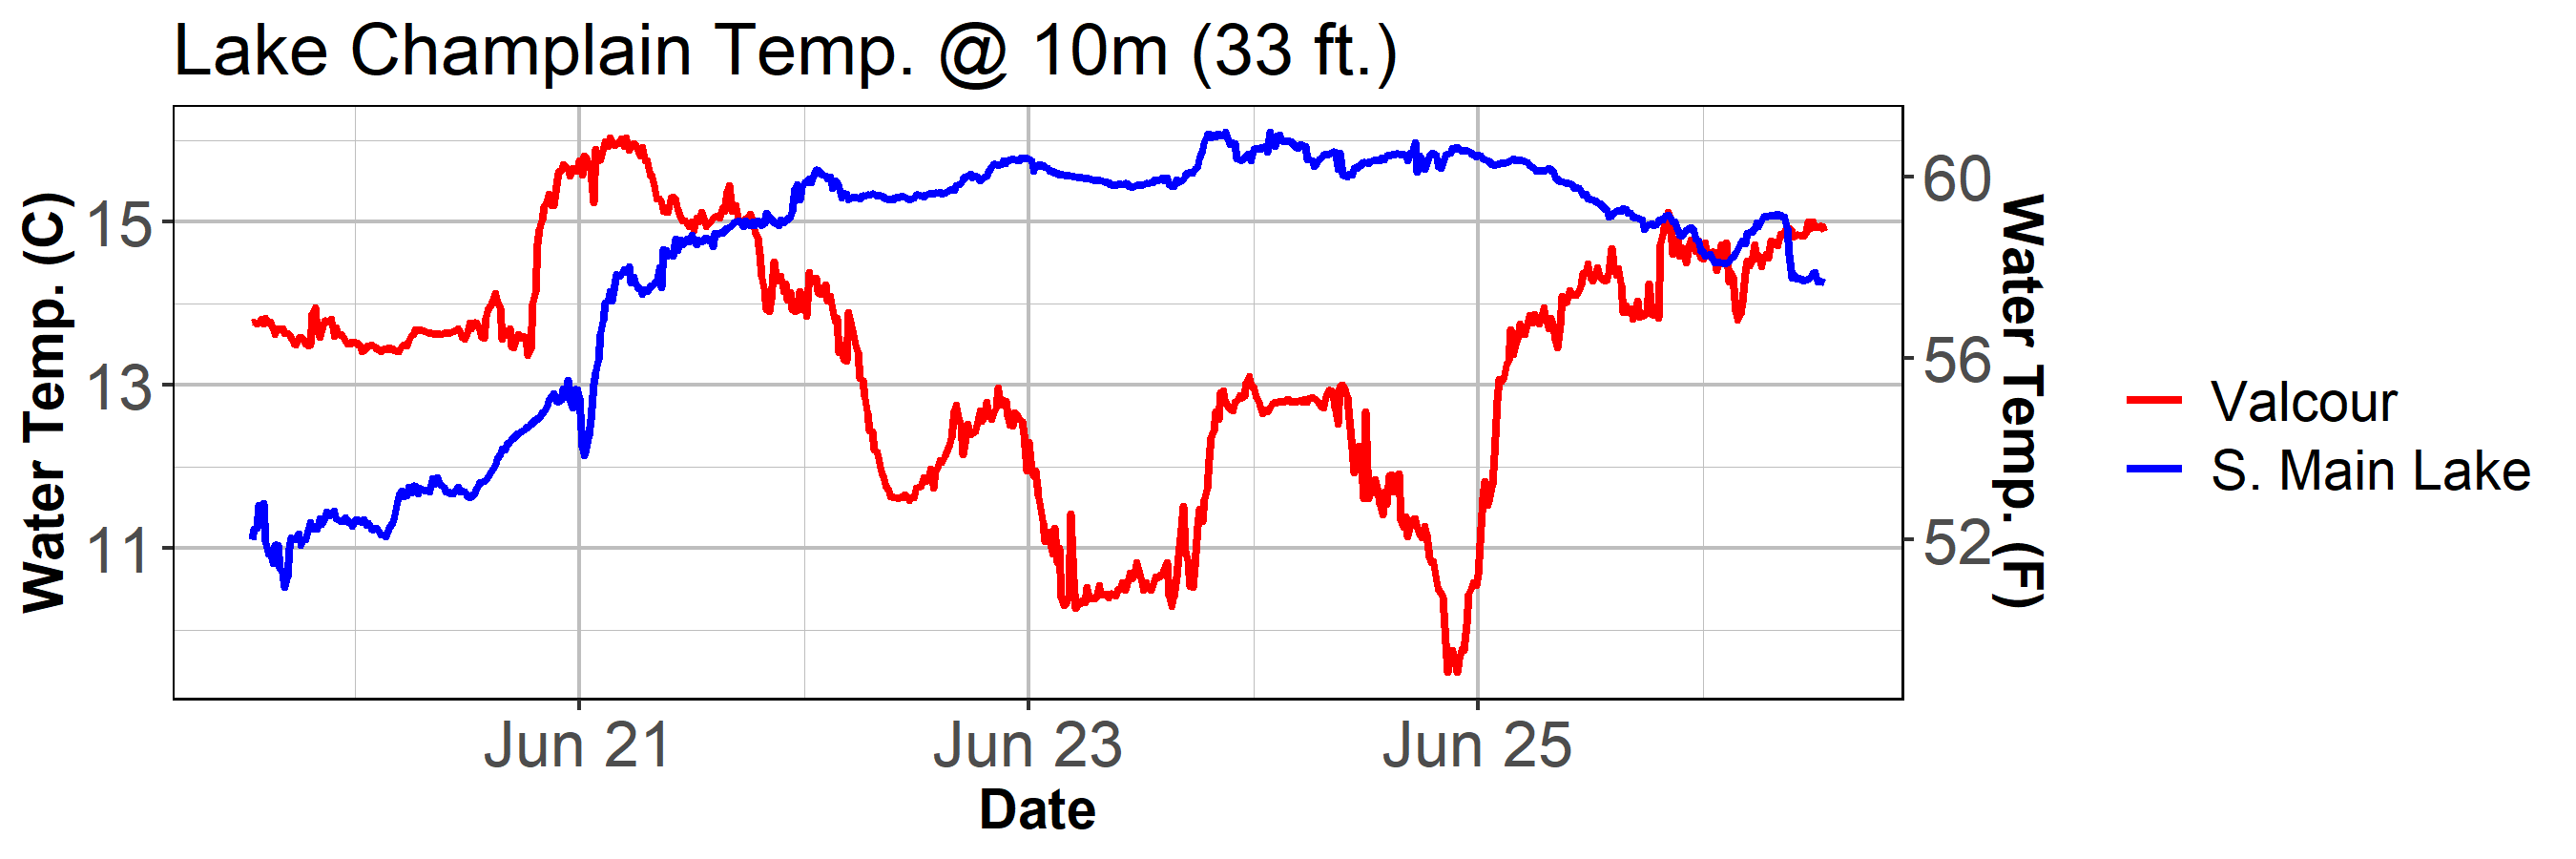 Lake Champlain Temp. @ 10m (33 ft.)
Water Temp. (C)
15
13
11
60
56
52
Water Temp. (F)
Jun 21
Jun 23
Jun 25
Date
Valcour
S. Main Lake